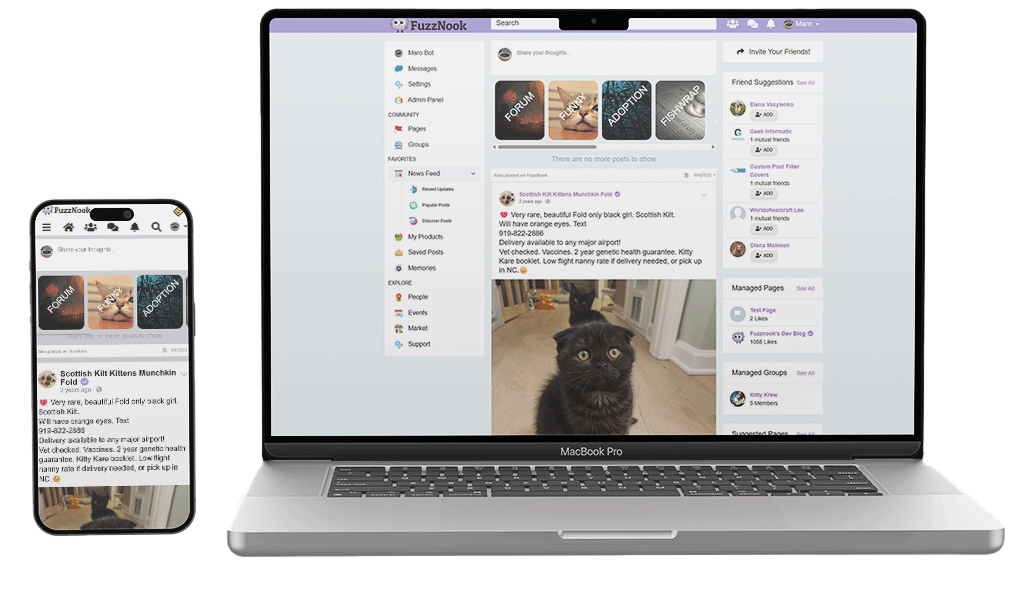 FuzzNook
Share your thoughts...
FORUM
FUNNY
ADOPTION
There are no more posts to show
Also posted on FuzzNook
PHOTOS
Scottish Kilt Kittens Munchkin
Fold
2 years ago
Very rare, beautiful Fold only black girl.
Scottish Kilt.
Will have orange eyes. Text
919-822-2886
Delivery available to any major airport!
Vet checked. Vaccines. 2 year genetic health
guarantee. Kitty Kare booklet. Low flight
nanny rate if delivery needed, or pick up in
NC.
FuzzNook
Search
Maro
Maro Bot
Messages
Settings
Admin Panel
COMMUNITY
Pages
Groups
FAVORITES
News Feed
Recent Updates
Popular Posts
Discover Posts
My Products
Saved Posts
Memories
EXPLORE
People
Events
Market
Support
Share your thoughts...
FORUM
FUNNY
ADOPTION
FISHWRAP
There are no more posts to show
Also posted on FuzzNook
PHOTOS
Scottish Kilt Kittens Munchkin Fold
2 years ago
Very rare, beautiful Fold only black girl. Scottish Kilt.
Will have orange eyes. Text
919-822-2886
Delivery available to any major airport!
Vet checked. Vaccines. 2 year genetic health guarantee. Kitty
Kare booklet. Low flight nanny rate if delivery needed, or pick up
in NC.
Invite Your Friends!
Friend Suggestions See All
Elena Vasylenko
ADD
Geek Informabs
1 mutual friends
ADD
Custom Pool Filter
Covers
1 mutual friends
ADD
Worldofwarcraft Lee
1 mutual friends
ADD
Olena Malimon
ADD
Managed Pages See All
Test Page
2 Likes
Fuzznook's Dev Blog
1058 Likes
Managed Groups See All
Kitty Krew
5 Members
Suggested Pages See All
MacBook Pro